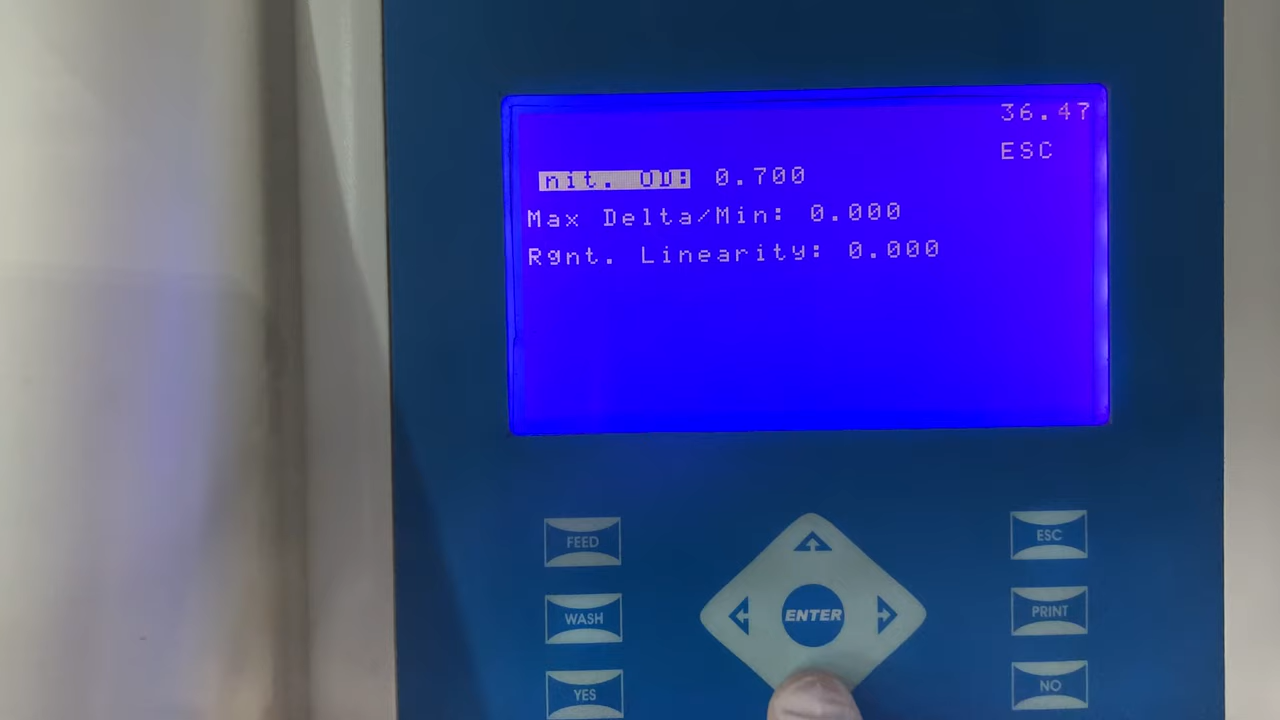 36.47
ESC
nit. OD: 0.700
Max Delta/Min: 0.000
Rgnt. Linearity: 0.000
FEED
ESC
WASH
ENTER
PRINT
YES
NO